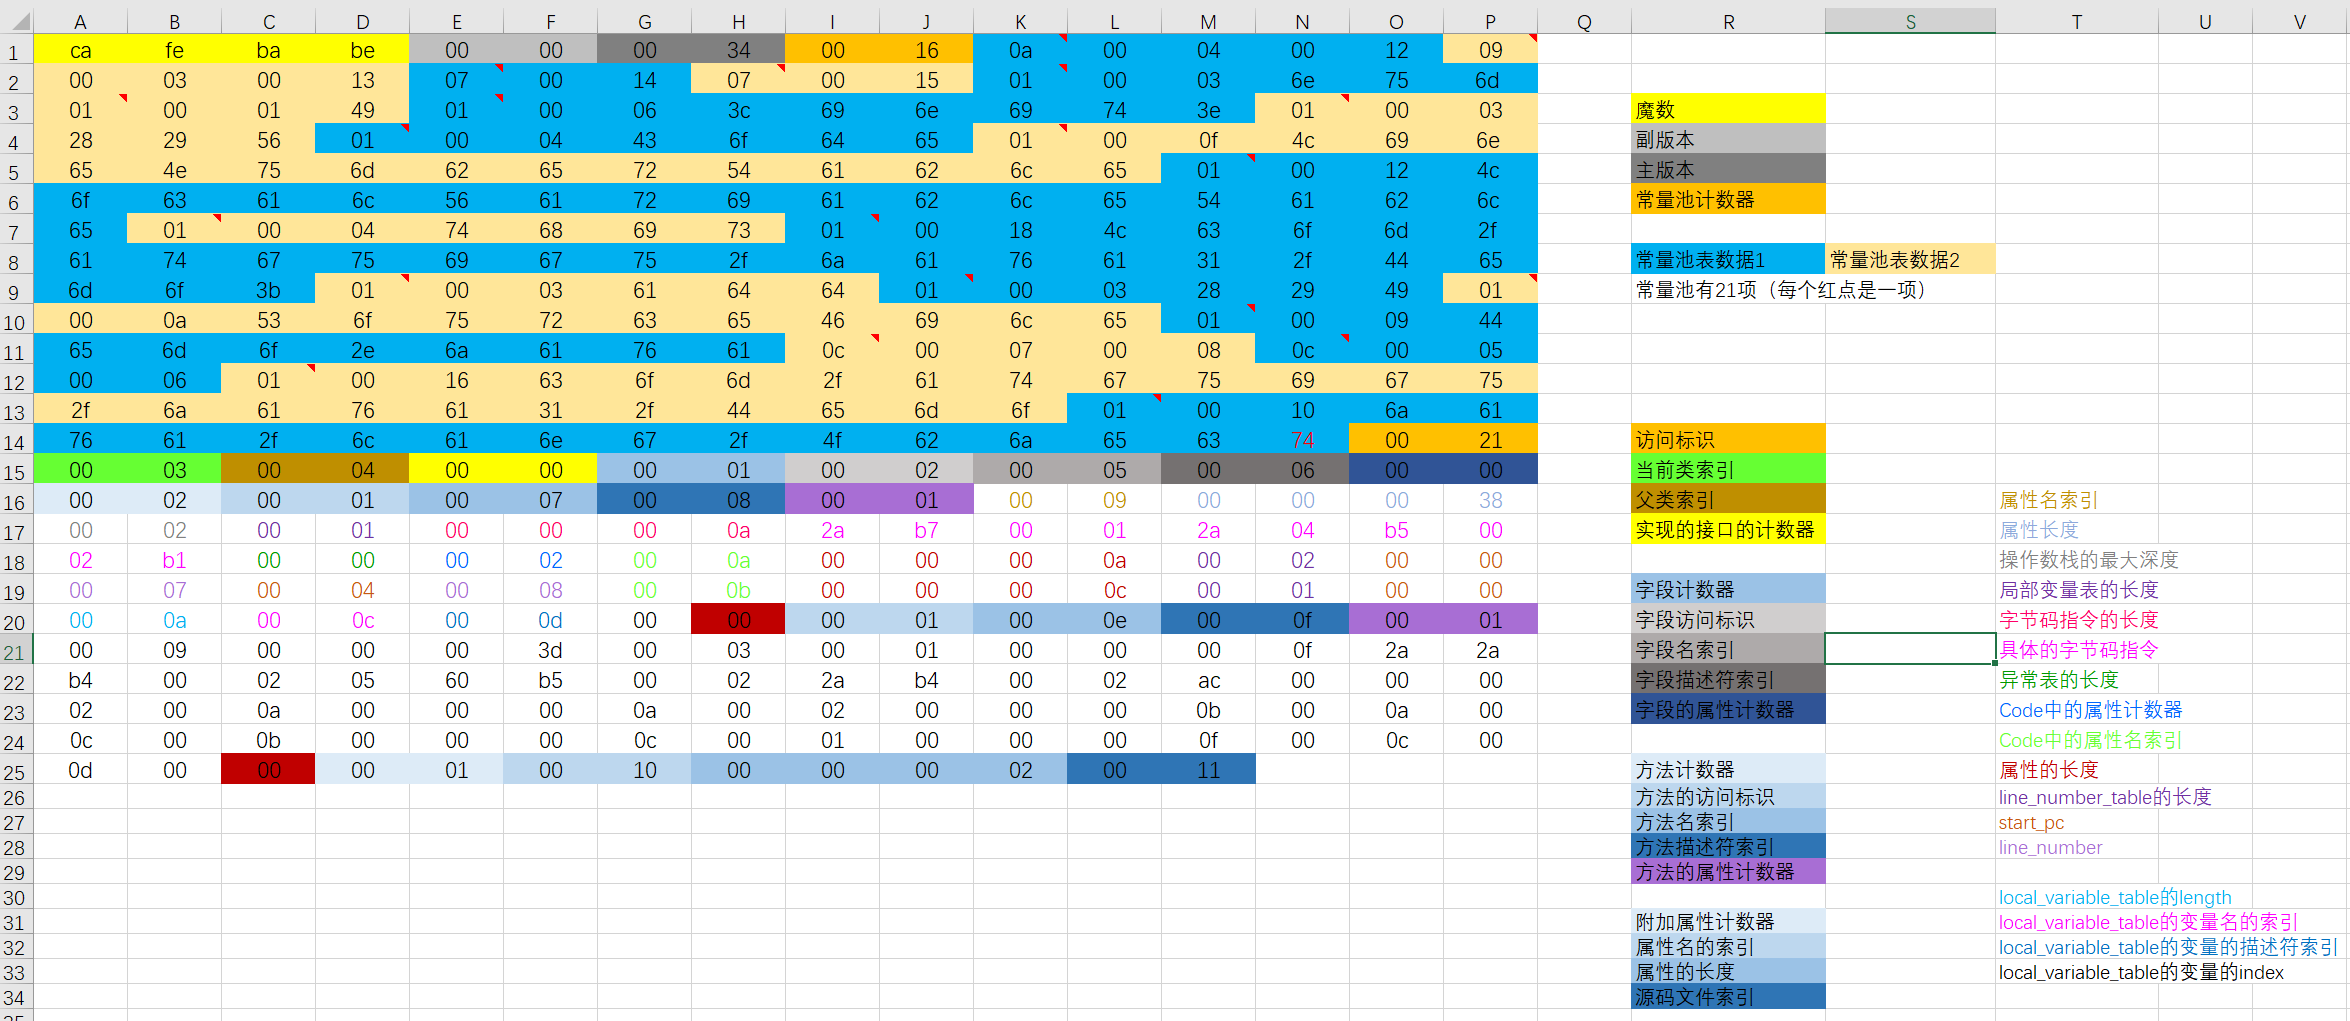 A B C D E F G H I J K L M N O P Q R S T U V
1 ca fe ba be 00 00 00 34 00 16 0a 00 04 00 12 09
2 00 03 00 13 07 00 14 07 00 15 01 00 03 6e 75 6d
3 01 00 01 49 01 00 06 3c 69 6e 69 74 3e 01 00 03 魔数
4 28 29 56 01 00 04 43 6f 64 65 01 00 0f 4c 69 6e 副版本
5 65 4e 75 6d 62 65 72 54 61 62 6c 65 01 00 12 4c 主版本
6 6f 63 61 6c 56 61 72 69 61 62 6c 65 54 61 62 6c 常量池计数器
7 65 01 00 04 74 68 69 73 01 00 18 4c 63 6f 6d 2f
8 61 74 67 75 69 67 75 2f 6a 61 76 61 31 2f 44 65 常量池表数据1 常量池表数据2
9 6d 6f 3b 01 00 03 61 64 64 01 00 03 28 29 49 01 常量池有21项（每个红点是一项）
10 00 0a 53 6f 75 72 63 65 46 69 6c 65 01 00 09 44
11 65 6d 6f 2e 6a 61 76 61 0c 00 07 00 08 0c 00 05
12 00 06 01 00 16 63 6f 6d 2f 61 74 67 75 69 67 75
13 2f 6a 61 76 61 31 2f 44 65 6d 6f 01 00 10 6a 61
14 76 61 2f 6c 61 6e 67 2f 4f 62 6a 65 63 74 00 21 访问标识
15 00 03 00 04 00 00 00 01 00 02 00 05 00 06 00 00 当前类索引
16 00 02 00 01 00 07 00 08 00 01 00 09 00 00 00 38 父类索引 属性名索引
17 00 02 00 01 00 00 00 0a 2a b7 00 01 2a 04 b5 00 实现的接口的计数器 属性长度
18 02 b1 00 00 00 02 00 0a 00 00 00 0a 00 02 00 00 操作数栈的最大深度
19 00 07 00 04 00 08 00 0b 00 00 00 0c 00 01 00 00 字段计数器 局部变量表的长度
20 00 0a 00 0c 00 0d 00 00 00 01 00 0e 00 0f 00 01 字段访问标识 字节码指令的长度
21 00 09 00 00 00 3d 00 03 00 01 00 00 00 0f 2a 2a 字段名索引 具体的字节码指令
22 b4 00 02 05 60 b5 00 02 2a b4 00 02 ac 00 00 00 字段描述符索引 异常表的长度
23 02 00 0a 00 00 00 0a 00 02 00 00 00 0b 00 0a 00 字段的属性计数器 Code中的属性计数器
24 0c 00 0b 00 00 00 0c 00 01 00 00 00 0f 00 0c 00 Code中的属性名索引
25 0d 00 00 00 01 00 10 00 00 00 02 00 11 方法计数器 属性的长度
26 方法的访问标识 line_number_table的长度
27 方法名索引 start_pc
28 方法描述符索引 line_number
29 方法的属性计数器
30 local_variable_table的length
31 附加属性计数器 local_variable_table的变量名的索引
32 属性名的索引 local_variable_table的变量的描述符索引
33 属性的长度 local_variable_table的变量的index
34 源码文件索引